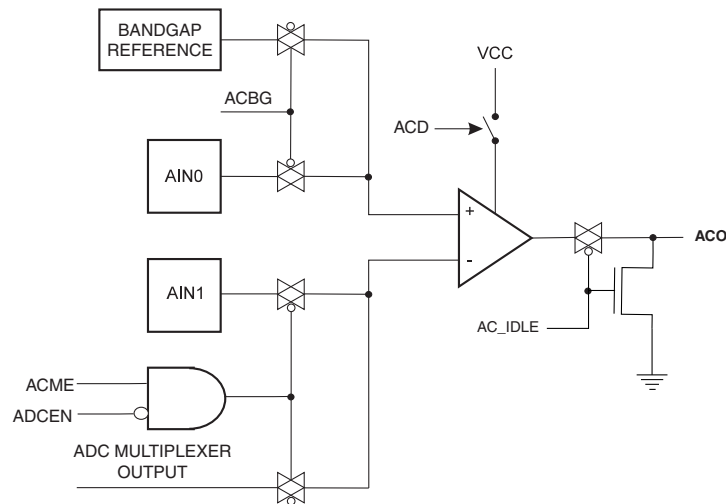 BANDGAP
REFERENCE
VCC
ACBG
ACD
AIN0
+
ACO
-
AIN1
AC_IDLE
ACME
ADCEN
ADC MULTIPLEXER
OUTPUT